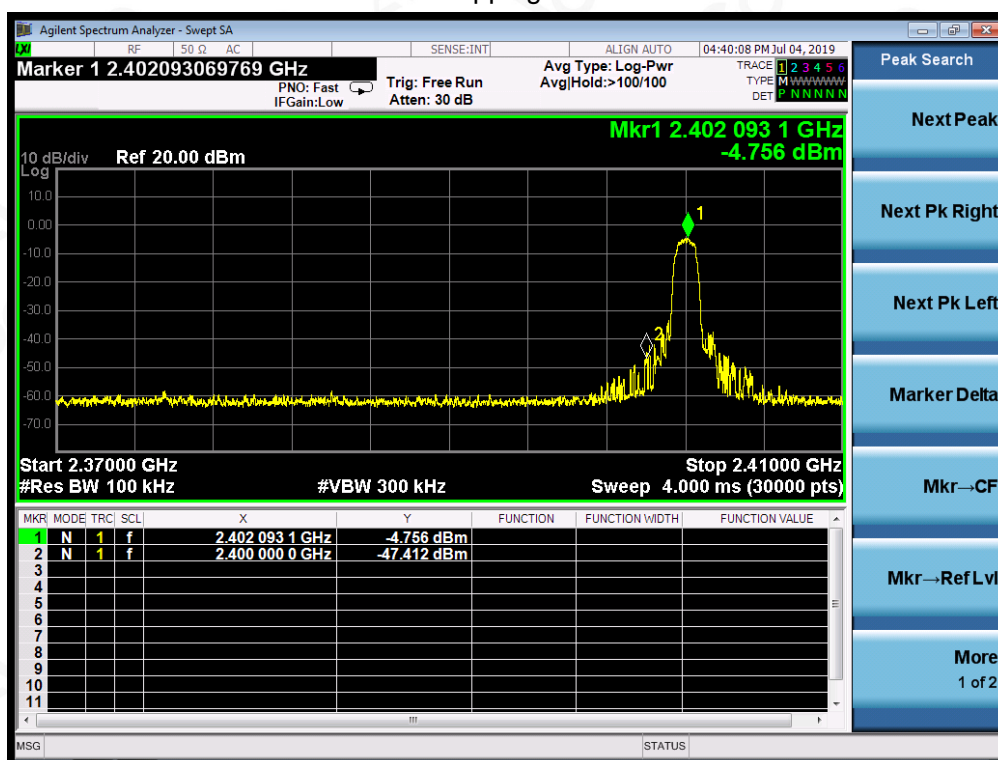 pping
Agilent Spectrum Analyzer - Swept SA
LXI RF 50 Ω AC SENSE:INT ALIGN AUTO 04:40:08 PM Jul 04, 2019
Marker 1 2.402093069769 GHz
PNO: Fast
IFGain:Low
Trig: Free Run
Atten: 30 dB
Avg Type: Log-Pwr
Avg|Hold:>100/100
TRACE 1 2 3 4 5 6
TYPE M WWWWW
DET P N N N N N
Mkr1 2.402 093 1 GHz
-4.756 dBm
10 dB/div Ref 20.00 dBm
Log
10.0
0.00
-10.0
-20.0
-30.0
-40.0
-50.0
-60.0
-70.0
1
2
Start 2.37000 GHz Stop 2.41000 GHz
#Res BW 100 kHz #VBW 300 kHz Sweep 4.000 ms (30000 pts)
MKR MODE TRC SCL X Y FUNCTION FUNCTION WIDTH FUNCTION VALUE
1 N 1 f 2.402 093 1 GHz -4.756 dBm
2 N 1 f 2.400 000 0 GHz -47.412 dBm
3
4
5
6
7
8
9
10
11
MSG STATUS
Peak Search
Next Peak
Next Pk Right
Next Pk Left
Marker Delta
Mkr→CF
Mkr→Ref Lvl
More
1 of 2